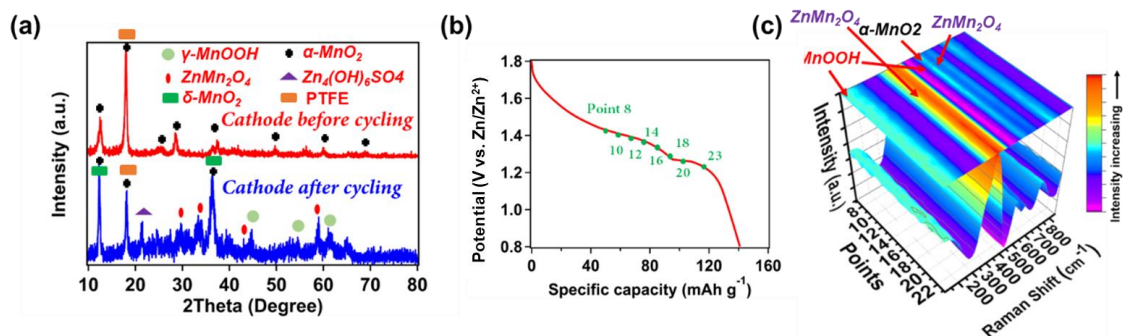 (a)
Intensity (a.u.)
γ-MnOOH
α-MnO₂
ZnMn₂O₄
Zn₄(OH)₆SO4
δ-MnO₂
PTFE
Cathode before cycling
Cathode after cycling
10 20 30 40 50 60 70 80
2Theta (Degree)
(b)
Potential (V vs. Zn/Zn²⁺)
1.8
1.6
1.4
1.2
1.0
0.8
Point 8
10
12
14
16
18
20
23
0 40 80 120 160
Specific capacity (mAh g⁻¹)
(c)
ZnMn₂O₄
α-MnO2
ZnMn₂O₄
MnOOH
Intensity (a.u.)
8
10
12
14
16
18
20
22
Points
200
300
400
500
600
700
800
Raman Shift (cm⁻¹)
Intensity increasing